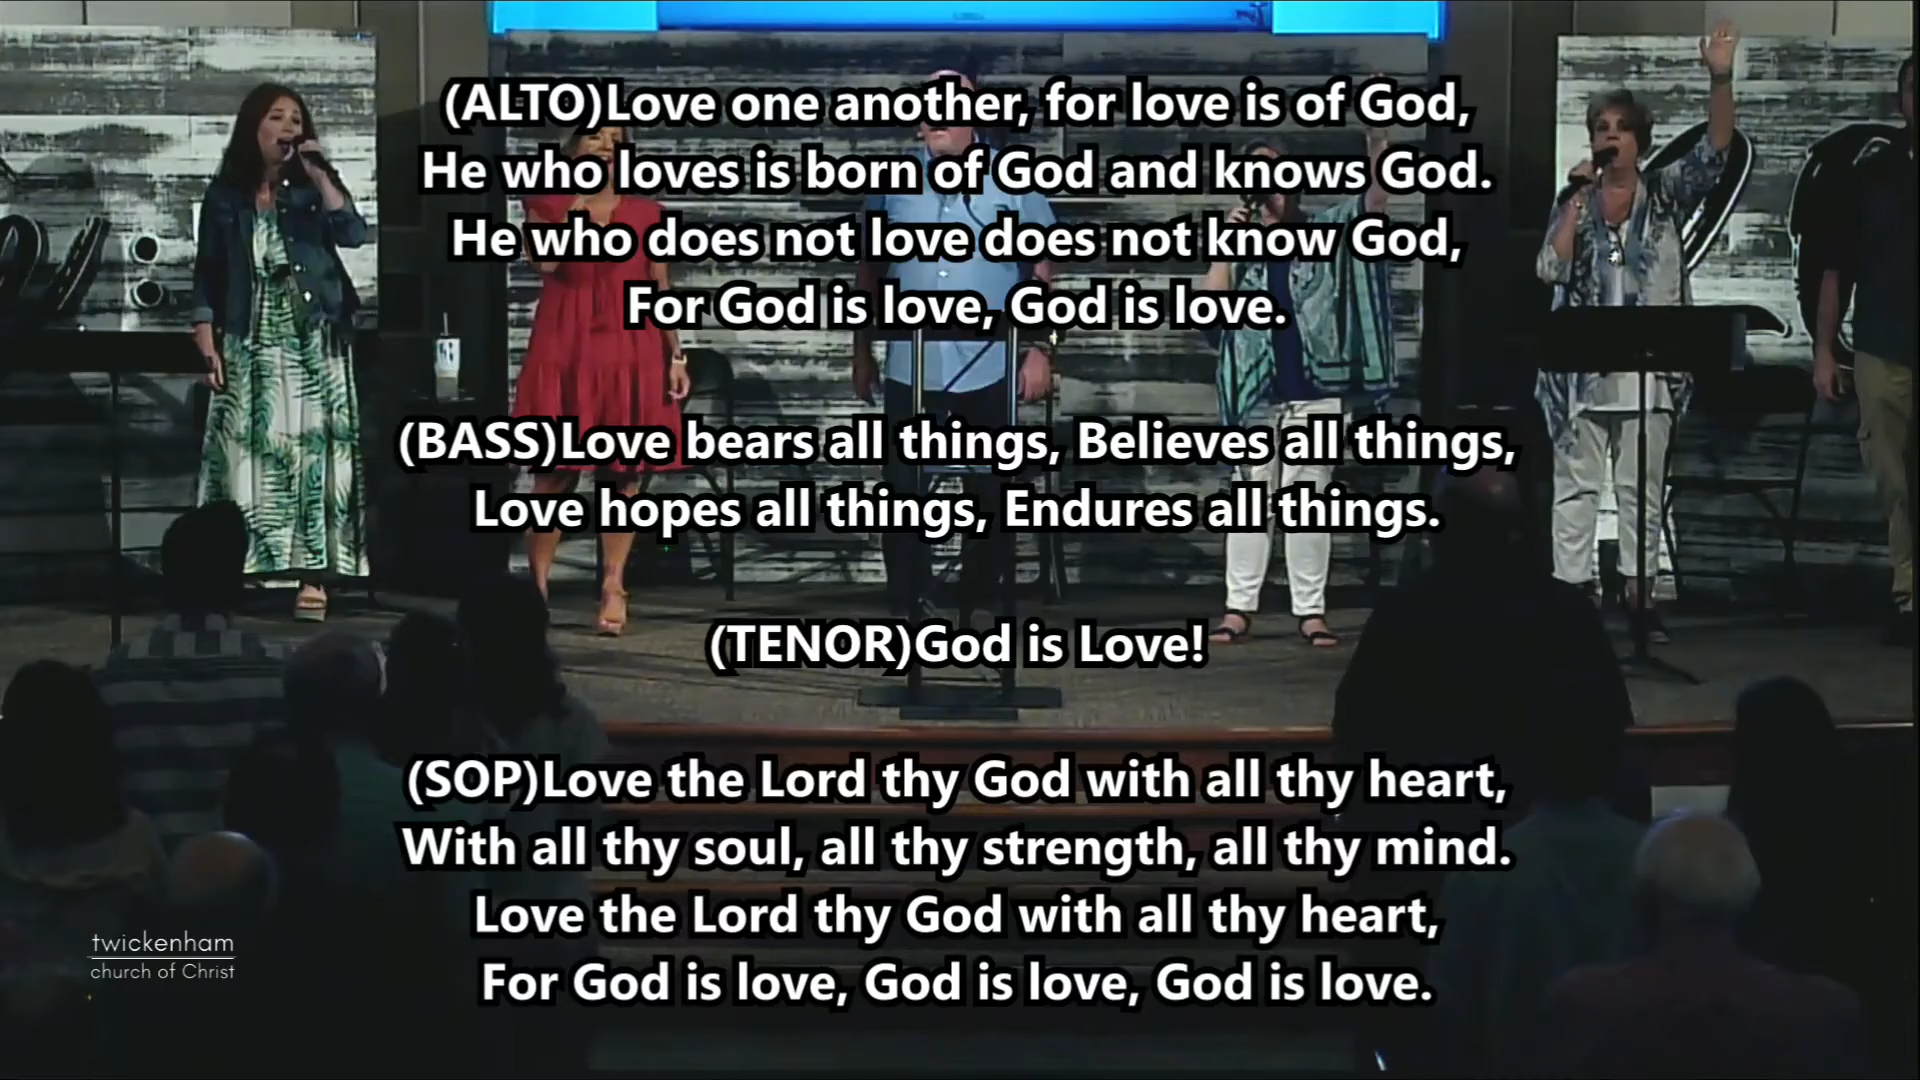 (ALTO)Love one another, for love is of God,
He who loves is born of God and knows God.
He who does not love does not know God,
For God is love, God is love.
(BASS)Love bears all things, Believes all things,
Love hopes all things, Endures all things.
(TENOR)God is Love!
(SOP)Love the Lord thy God with all thy heart,
With all thy soul, all thy strength, all thy mind.
Love the Lord thy God with all thy heart,
For God is love, God is love, God is love.
twickenham
church of Christ